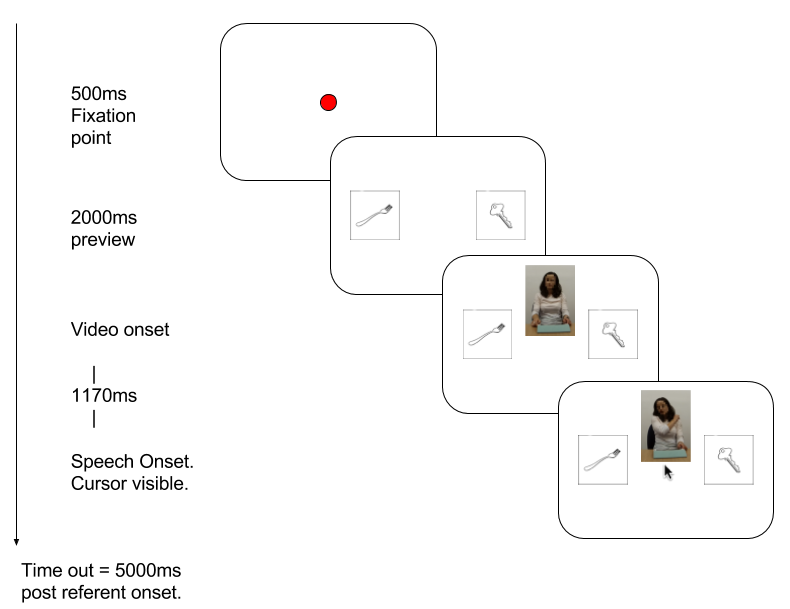 500ms
Fixation
point
2000ms
preview
Video onset
1170ms
Speech Onset.
Cursor visible.
Time out = 5000ms
post referent onset.